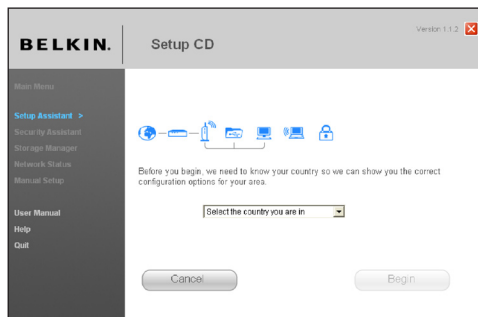 Version 1.1.2
BELKIN.
Setup CD
Main Menu
Setup Assistant >
Security Assistant
Storage Manager
Network Status
Manual Setup
User Manual
Help
Quit
Before you begin, we need to know your country so we can show you the correct
configuration options for your area.
Select the country you are in
Cancel
Begin